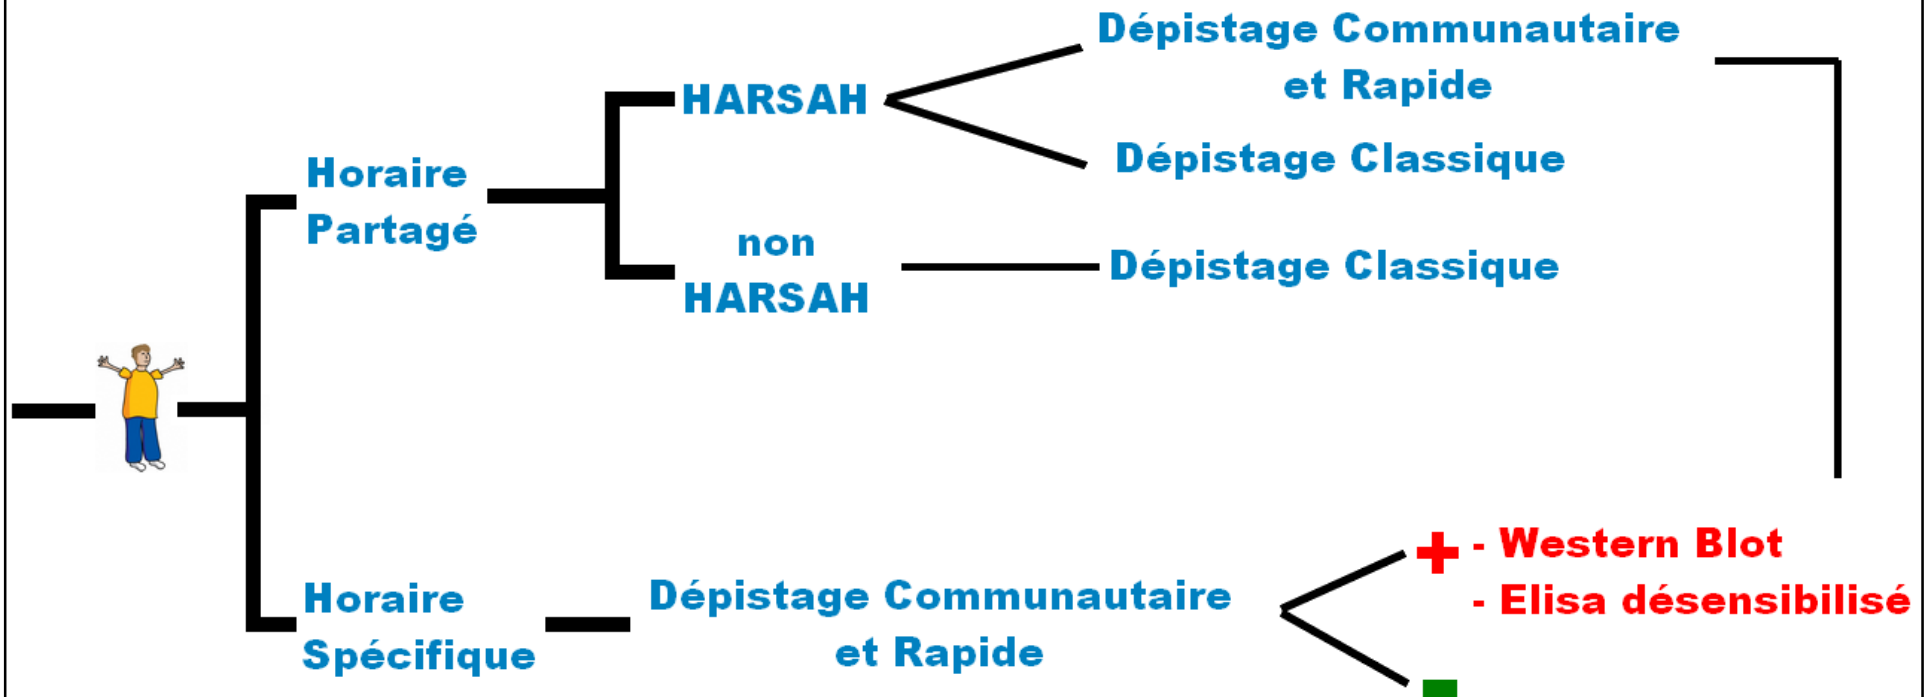 Dépistage Communautaire
et Rapide
HARSAH
Dépistage Classique
Horaire
Partagé
non
HARSAH
Dépistage Classique
+ - Western Blot
- Elisa désensibilisé
Horaire
Spécifique
Dépistage Communautaire
et Rapide
-